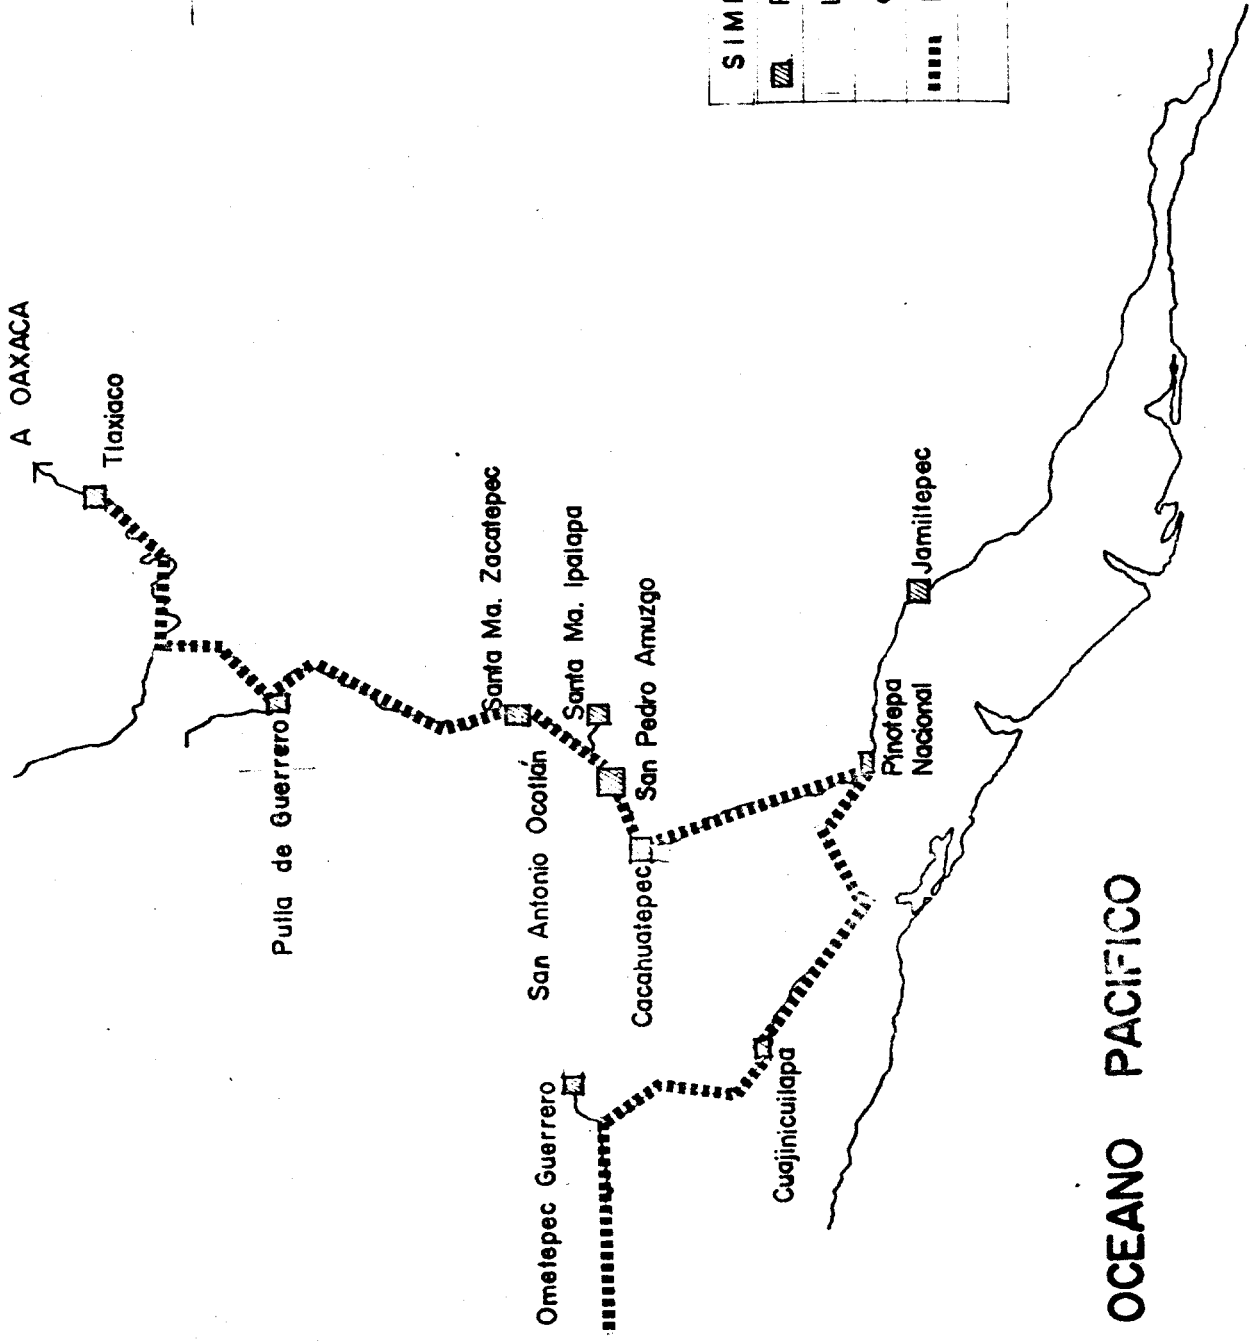 A OAXACA
Tlaxiaco
Putla de Guerrero
Santa Ma. Zacatepec
Santa Ma. Ipalapa
San Antonio Ocotlán
San Pedro Amuzgo
Cacahuatepec
Ometepec Guerrero
Cuajinicuilapa
Pinotepa
Nacional
Jamiltepec
OCEANO PACIFICO
SIM